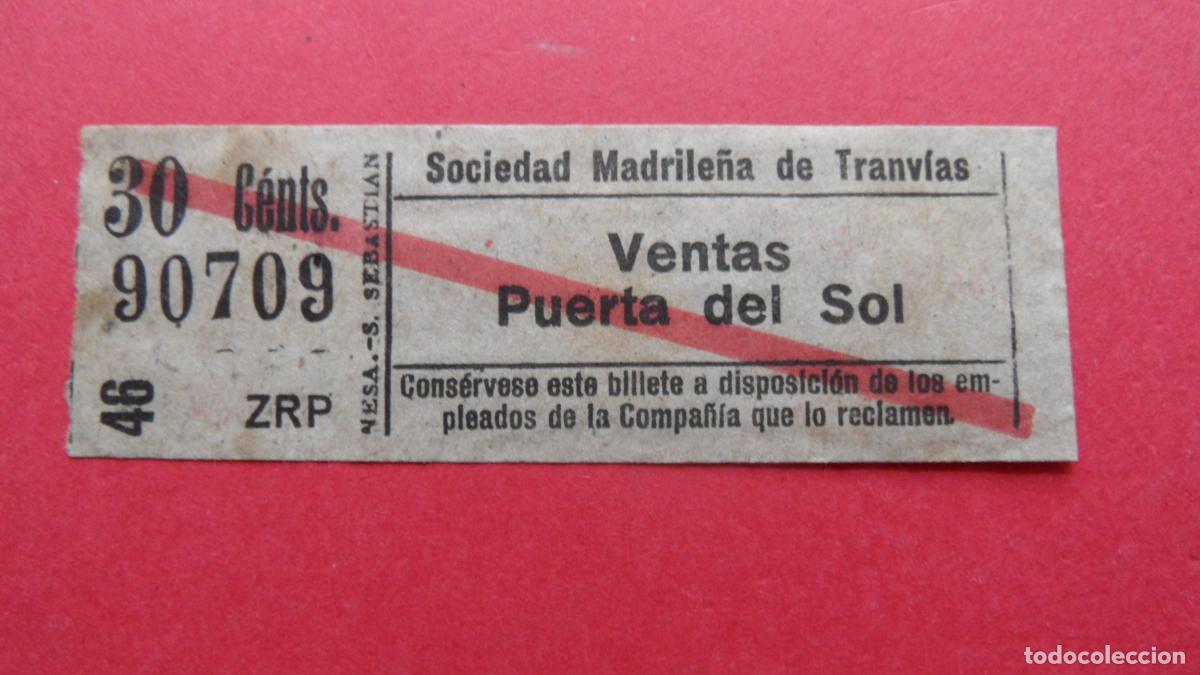 30 Cénts.
90709
46
ZRP
NESA.-S. SEBASTIAN
Sociedad Madrileña de Tranvías
Ventas
Puerta del Sol
Consérvese este billete a disposición de los em-
pleados de la Compañía que lo reclamen.
todocoleccion